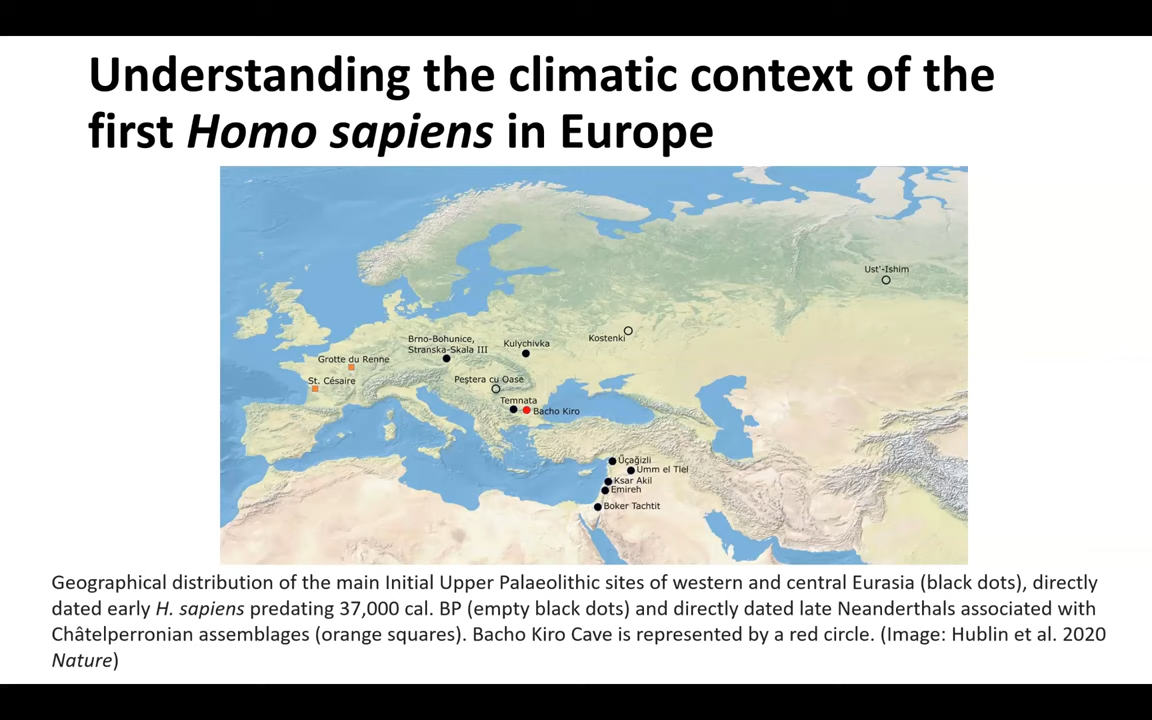 Understanding the climatic context of the
first Homo sapiens in Europe
Ust'-Ishim
Kostenki
Brno-Bohunice,
Stranska-Skala III
Kulychivka
Grotte du Renne
St. Césaire
Peştera cu Oase
Temnata
Bacho Kiro
Üçağizli
Umm el Tlel
Ksar Akil
Emireh
Boker Tachtit
Geographical distribution of the main Initial Upper Palaeolithic sites of western and central Eurasia (black dots), directly
dated early H. sapiens predating 37,000 cal. BP (empty black dots) and directly dated late Neanderthals associated with
Châtelperronian assemblages (orange squares). Bacho Kiro Cave is represented by a red circle. (Image: Hublin et al. 2020
Nature)